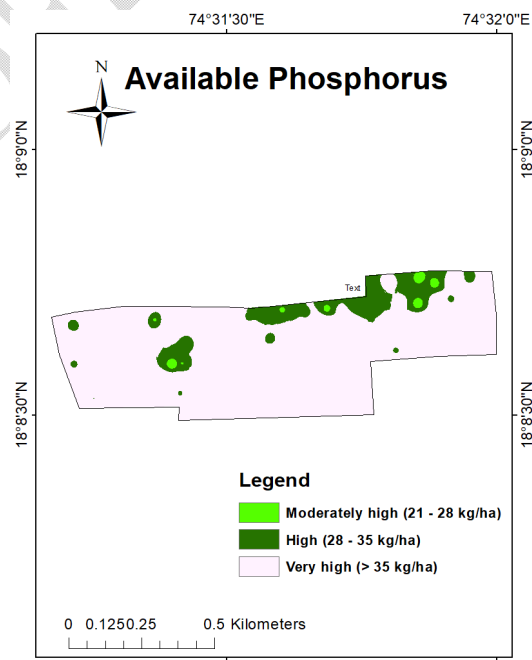 74°31'30"E 74°32'0"E
N
Available Phosphorus
18°9'0"N 18°9'0"N
Text
18°8'30"N 18°8'30"N
Legend
Moderately high (21 - 28 kg/ha)
High (28 - 35 kg/ha)
Very high (> 35 kg/ha)
0 0.1250.25 0.5 Kilometers